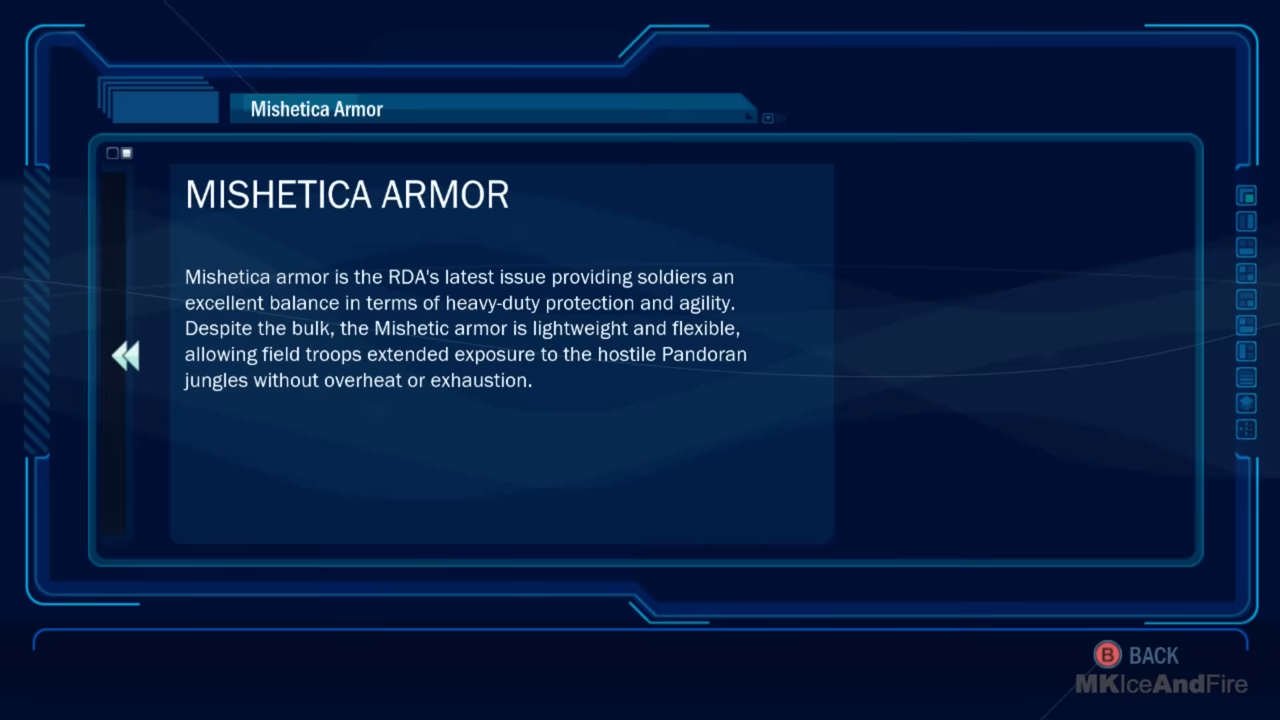 Mishetica Armor
MISHETICA ARMOR
Mishetica armor is the RDA's latest issue providing soldiers an
excellent balance in terms of heavy-duty protection and agility.
Despite the bulk, the Mishetic armor is lightweight and flexible,
allowing field troops extended exposure to the hostile Pandoran
jungles without overheat or exhaustion.
B BACK
MKIceAndFire